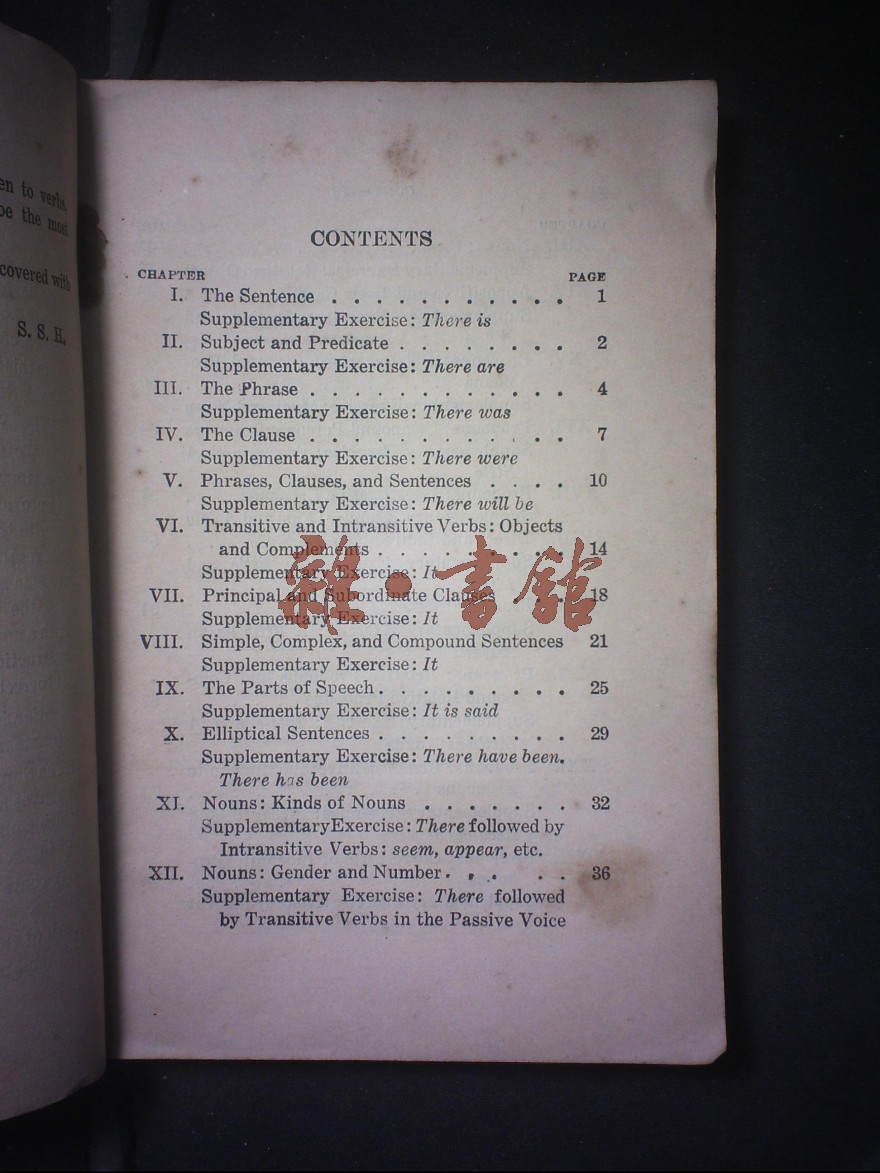 en to verbs,
be the most
covered with
S. S. H.
CONTENTS
CHAPTER PAGE
I. The Sentence . . . . . . . . . . . 1
Supplementary Exercise: There is
II. Subject and Predicate . . . . . . . . 2
Supplementary Exercise: There are
III. The Phrase . . . . . . . . . . . . 4
Supplementary Exercise: There was
IV. The Clause . . . . . . . . . . . . 7
Supplementary Exercise: There were
V. Phrases, Clauses, and Sentences . . . . 10
Supplementary Exercise: There will be
VI. Transitive and Intransitive Verbs: Objects
and Complements . . . . . . . . . 14
Supplementary Exercise: It
VII. Principal and Subordinate Clauses . . 18
Supplementary Exercise: It
VIII. Simple, Complex, and Compound Sentences 21
Supplementary Exercise: It
IX. The Parts of Speech . . . . . . . . . 25
Supplementary Exercise: It is said
X. Elliptical Sentences . . . . . . . . . 29
Supplementary Exercise: There have been.
There has been
XI. Nouns: Kinds of Nouns . . . . . . . 32
Supplementary Exercise: There followed by
Intransitive Verbs: seem, appear, etc.
XII. Nouns: Gender and Number . . . . . 36
Supplementary Exercise: There followed
by Transitive Verbs in the Passive Voice
雜·書館